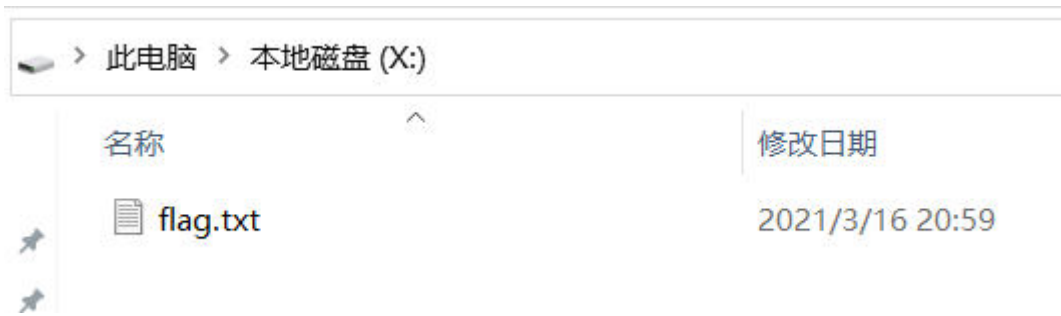 此电脑 > 本地磁盘 (X:)
名称 修改日期
flag.txt 2021/3/16 20:59